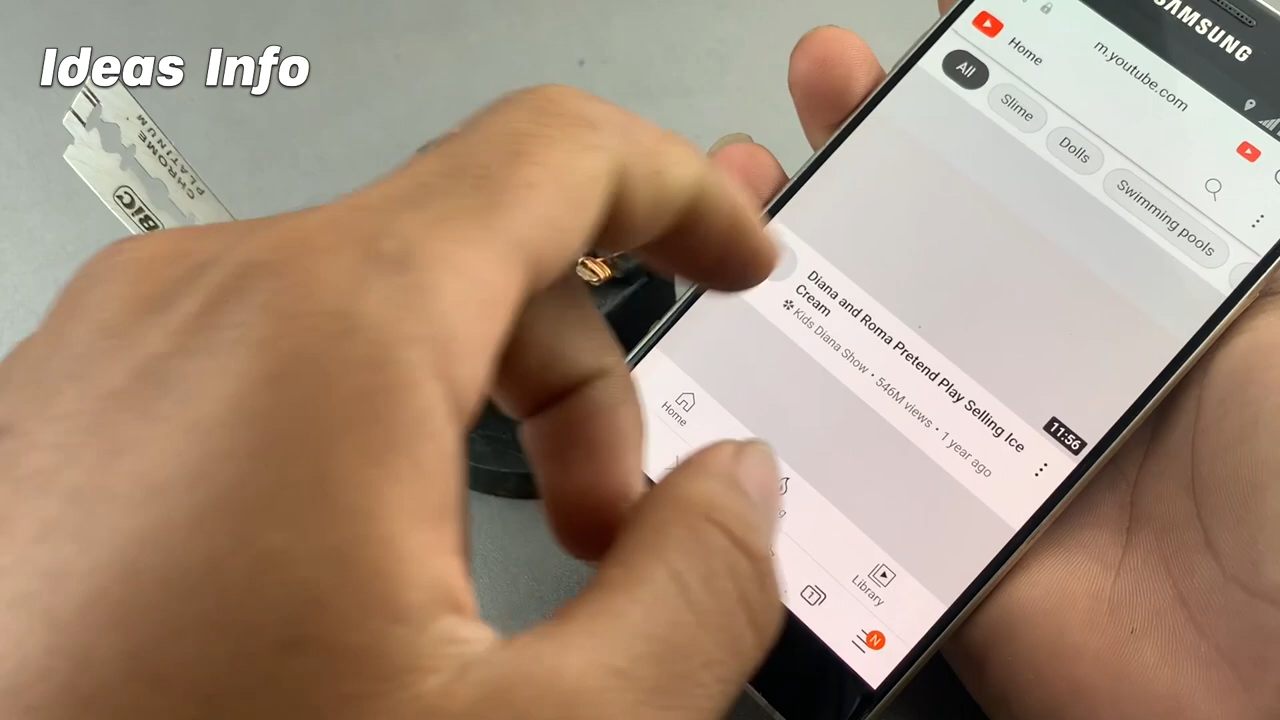 Ideas Info
CHROME
PLATINUM
BiC
SAMSUNG
m.youtube.com
Home
All
Slime
Dolls
Swimming pools
Diana and Roma Pretend Play Selling Ice
Cream
Kids Diana Show • 546M views • 1 year ago
11:56
Home
Library
1
N